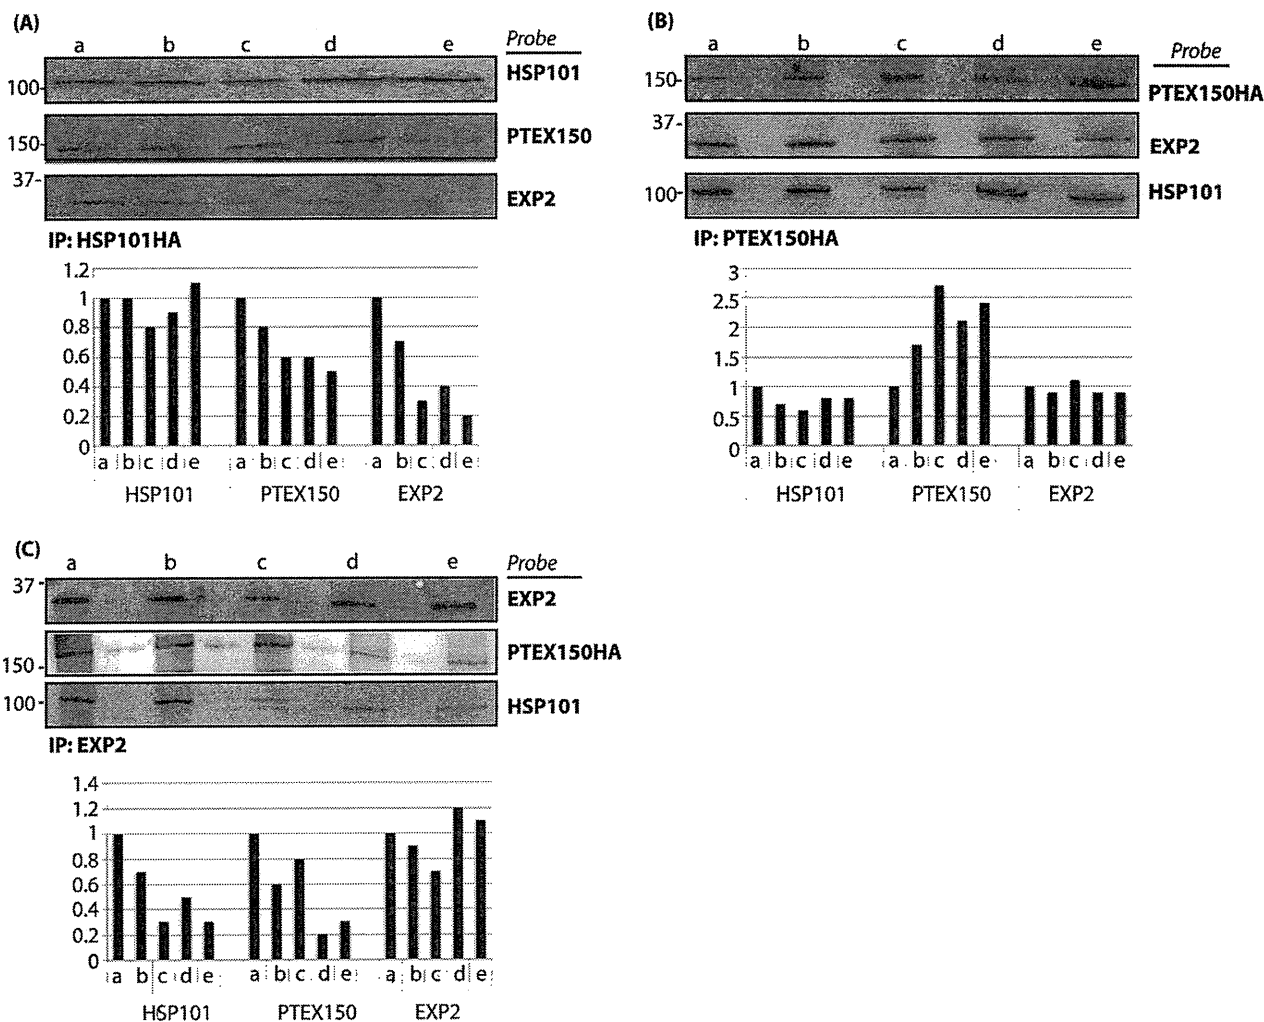 (A)
a b c d e Probe
100- HSP101
150- PTEX150
37-
EXP2
IP: HSP101HA
1.2
1
0.8
0.6
0.4
0.2
0
a b c d e a b c d e a b c d e
HSP101 PTEX150 EXP2
(B)
a b c d e Probe
150- PTEX150HA
37-
EXP2
100- HSP101
IP: PTEX150HA
3
2.5
2
1.5
1
0.5
0
a b c d e a b c d e a b c d e
HSP101 PTEX150 EXP2
(C)
a b c d e Probe
37-
EXP2
150- PTEX150HA
100- HSP101
IP: EXP2
1.4
1.2
1
0.8
0.6
0.4
0.2
0
a b c d e a b c d e a b c d e
HSP101 PTEX150 EXP2